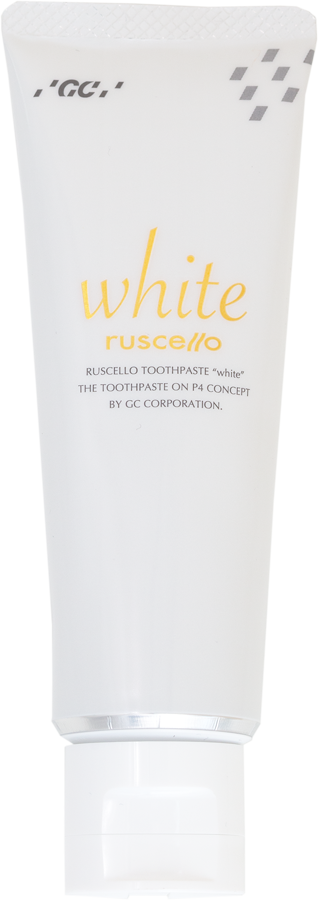 GC
white
ruscello
RUSCELLO TOOTHPASTE "white"
THE TOOTHPASTE ON P4 CONCEPT
BY GC CORPORATION.